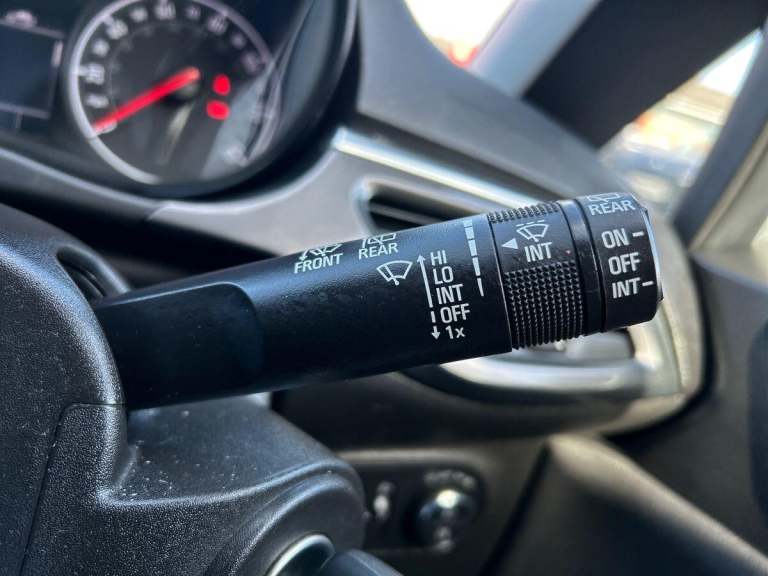 FRONT
REAR
HI
LO
INT
OFF
1x
INT
REAR
ON
OFF
INT